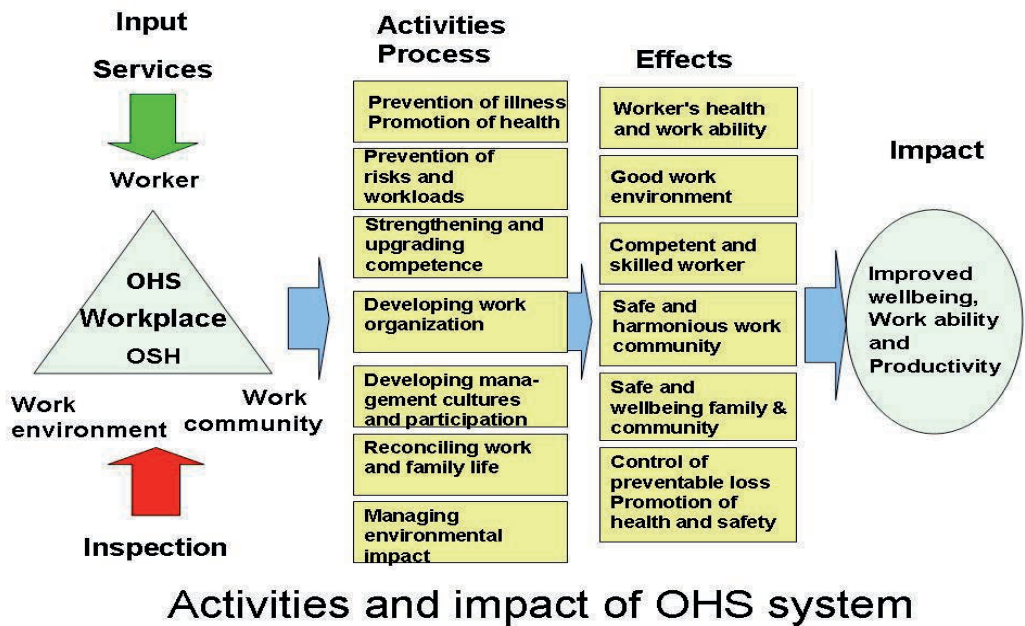 Input
Services
Worker
OHS
Workplace
OSH
Work
environment
Work
community
Inspection
Activities
Process
Prevention of illness
Promotion of health
Prevention of
risks and
workloads
Strengthening and
upgrading
competence
Developing work
organization
Developing mana-
gement cultures
and participation
Reconciling work
and family life
Managing
environmental
impact
Effects
Worker's health
and work ability
Good work
environment
Competent and
skilled worker
Safe and
harmonious work
community
Safe and
wellbeing family &
community
Control of
preventable loss
Promotion of
health and safety
Impact
Improved
wellbeing,
Work ability
and
Productivity
Activities and impact of OHS system